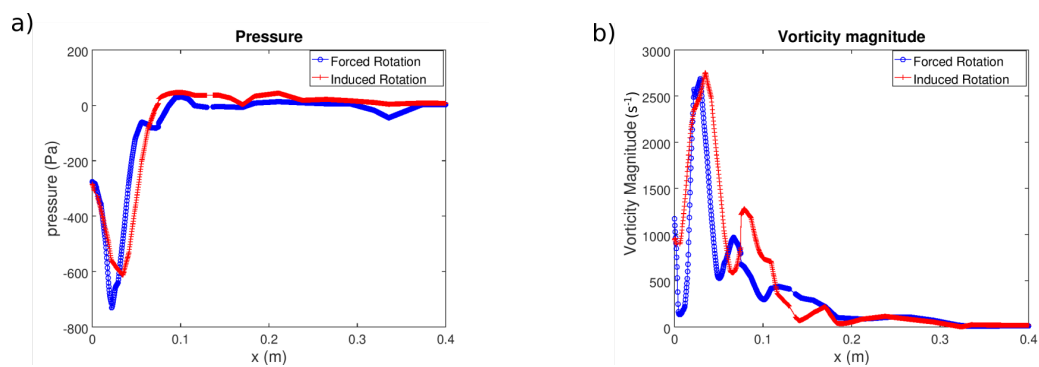 a)
Pressure
Forced Rotation
Induced Rotation
pressure (Pa)
200
0
-200
-400
-600
-800
0
0.1
0.2
0.3
0.4
x (m)
b)
Vorticity magnitude
Forced Rotation
Induced Rotation
Vorticity Magnitude (s⁻¹)
3000
2500
2000
1500
1000
500
0
0
0.1
0.2
0.3
0.4
x (m)